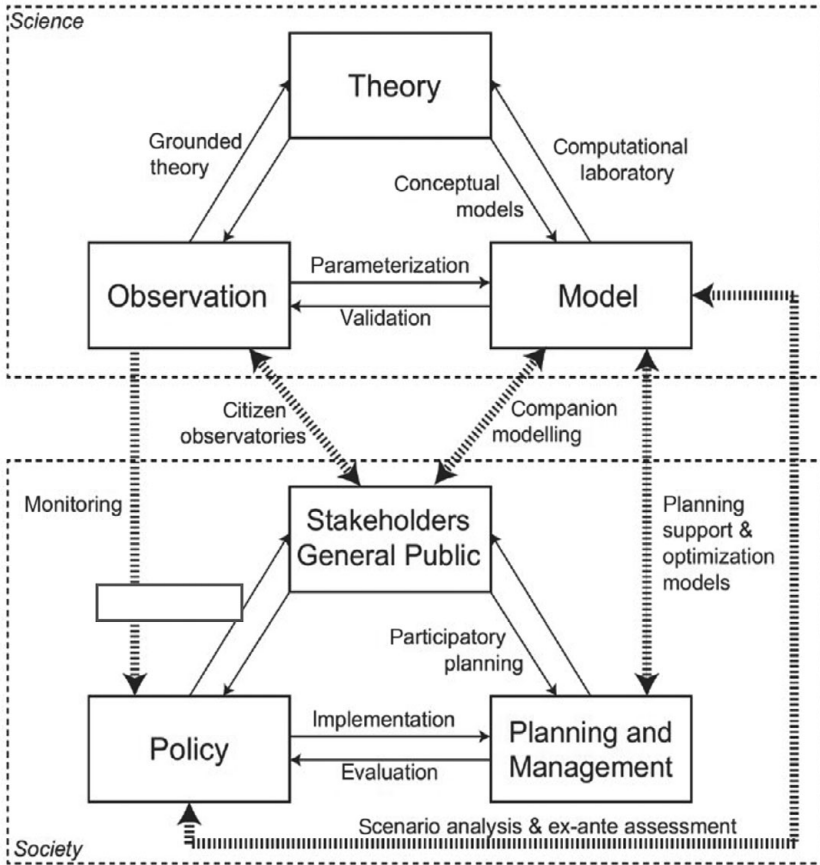 Science
Theory
Grounded
theory
Computational
laboratory
Conceptual
models
Observation
Parameterization
Validation
Model
Citizen
observatories
Companion
modelling
Monitoring
Stakeholders
General Public
Planning
support &
optimization
models
Participatory
planning
Policy
Implementation
Evaluation
Planning and
Management
Scenario analysis & ex-ante assessment
Society